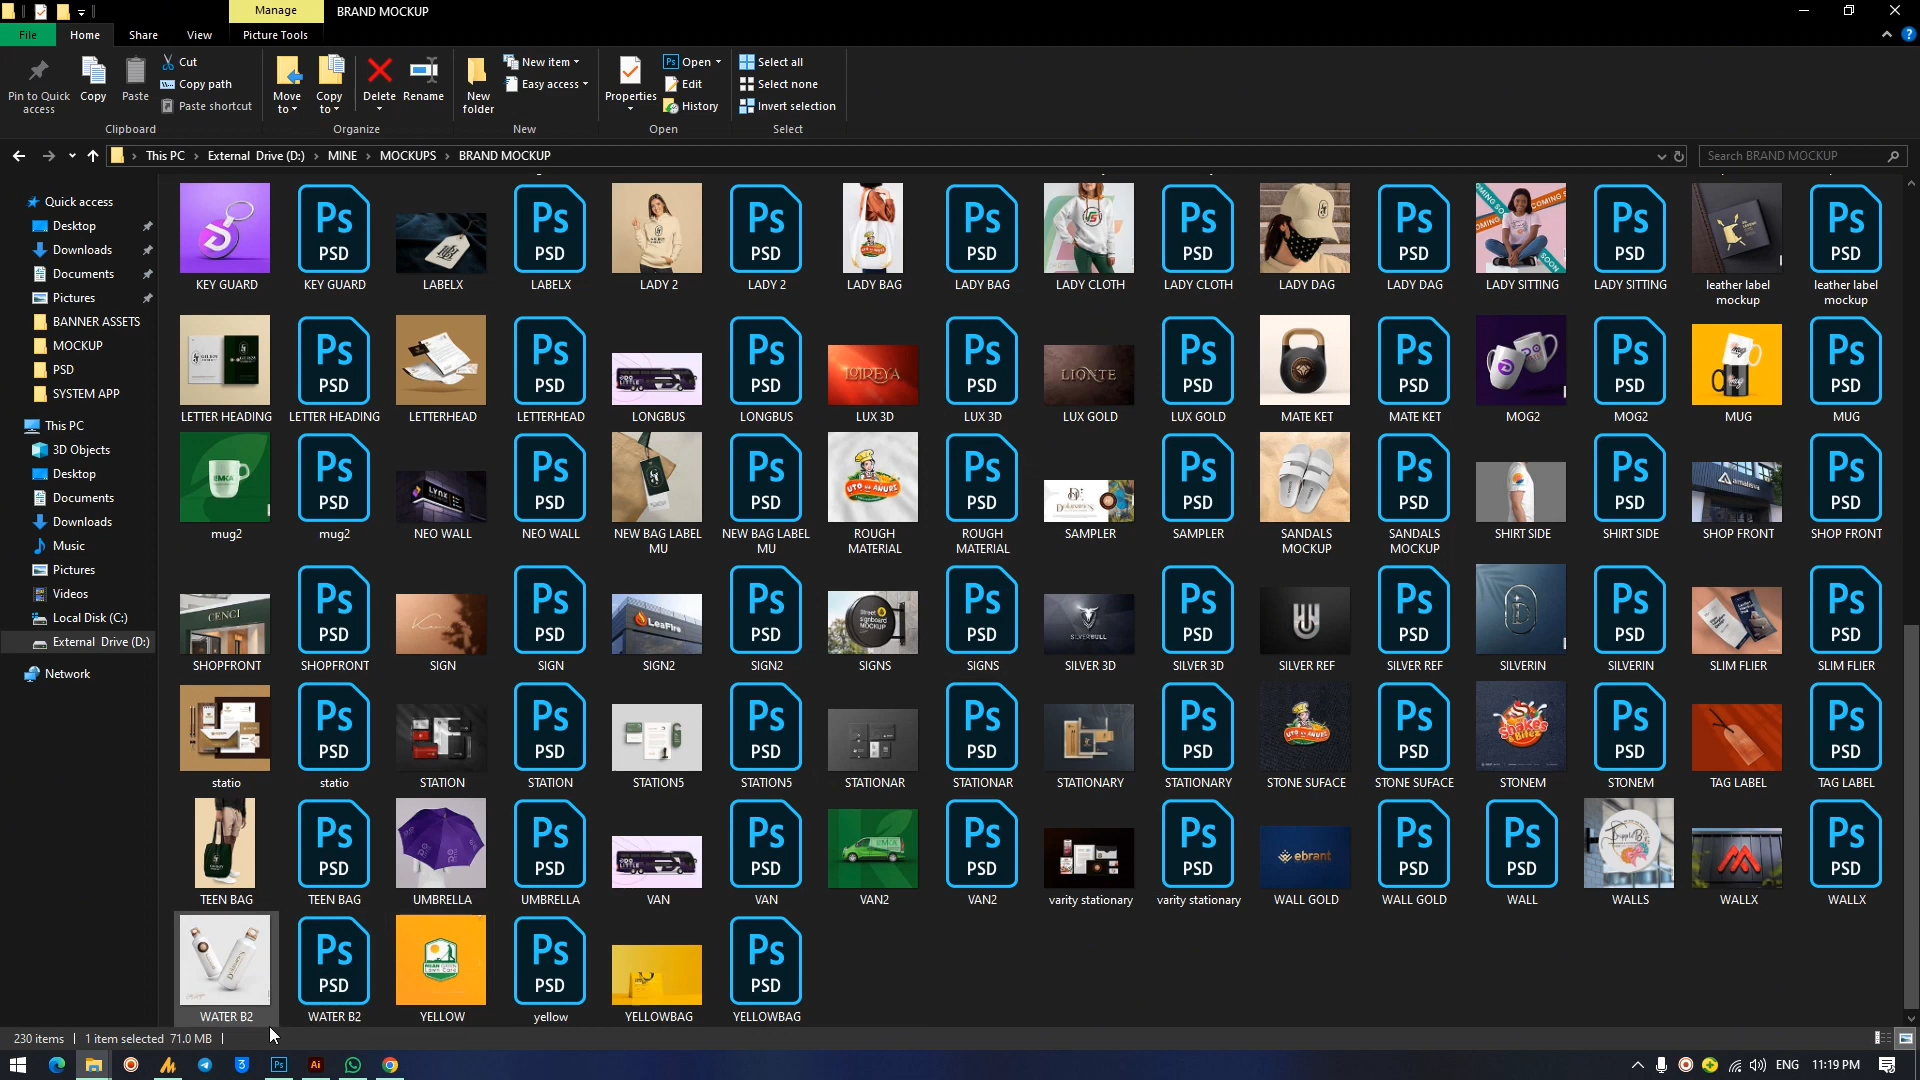 Manage
BRAND MOCKUP
File
Home
Share
View
Picture Tools
Pin to Quick access
Copy
Paste
Cut
Copy path
Paste shortcut
Move to
Copy to
Delete
Rename
New folder
New item
Easy access
Properties
Open
Edit
History
Select all
Select none
Invert selection
Clipboard
Organize
New
Open
Select
This PC
External Drive (D:)
MINE
MOCKUPS
BRAND MOCKUP
Search BRAND MOCKUP
Quick access
Desktop
Downloads
Documents
Pictures
BANNER ASSETS
MOCKUP
PSD
SYSTEM APP
This PC
3D Objects
Desktop
Documents
Downloads
Music
Pictures
Videos
Local Disk (C:)
External Drive (D:)
Network
KEY GUARD
KEY GUARD
LABELX
LABELX
LADY 2
LADY 2
LADY BAG
LADY BAG
LADY CLOTH
LADY CLOTH
LADY DAG
LADY DAG
LADY SITTING
LADY SITTING
leather label mockup
leather label mockup
LETTER HEADING
LETTER HEADING
LETTERHEAD
LETTERHEAD
LONGBUS
LONGBUS
LUX 3D
LUX 3D
LUX GOLD
LUX GOLD
MATE KET
MATE KET
MOG2
MOG2
MUG
MUG
mug2
mug2
NEO WALL
NEO WALL
NEW BAG LABEL MU
NEW BAG LABEL MU
ROUGH MATERIAL
ROUGH MATERIAL
SAMPLER
SAMPLER
SANDALS MOCKUP
SANDALS MOCKUP
SHIRT SIDE
SHIRT SIDE
SHOP FRONT
SHOP FRONT
SHOPFRONT
SHOPFRONT
SIGN
SIGN
SIGN2
SIGN2
SIGNS
SIGNS
SILVER 3D
SILVER 3D
SILVER REF
SILVER REF
SILVERIN
SILVERIN
SLIM FLIER
SLIM FLIER
statio
statio
STATION
STATION
STATION5
STATION5
STATIONAR
STATIONAR
STATIONARY
STATIONARY
STONE SUFACE
STONE SUFACE
STONEM
STONEM
TAG LABEL
TAG LABEL
TEEN BAG
TEEN BAG
UMBRELLA
UMBRELLA
VAN
VAN
VAN2
VAN2
varity stationary
varity stationary
WALL GOLD
WALL GOLD
WALL
WALLS
WALLX
WALLX
WATER B2
WATER B2
YELLOW
yellow
YELLOWBAG
YELLOWBAG
230 items
1 item selected 71.0 MB
ENG
11:19 PM